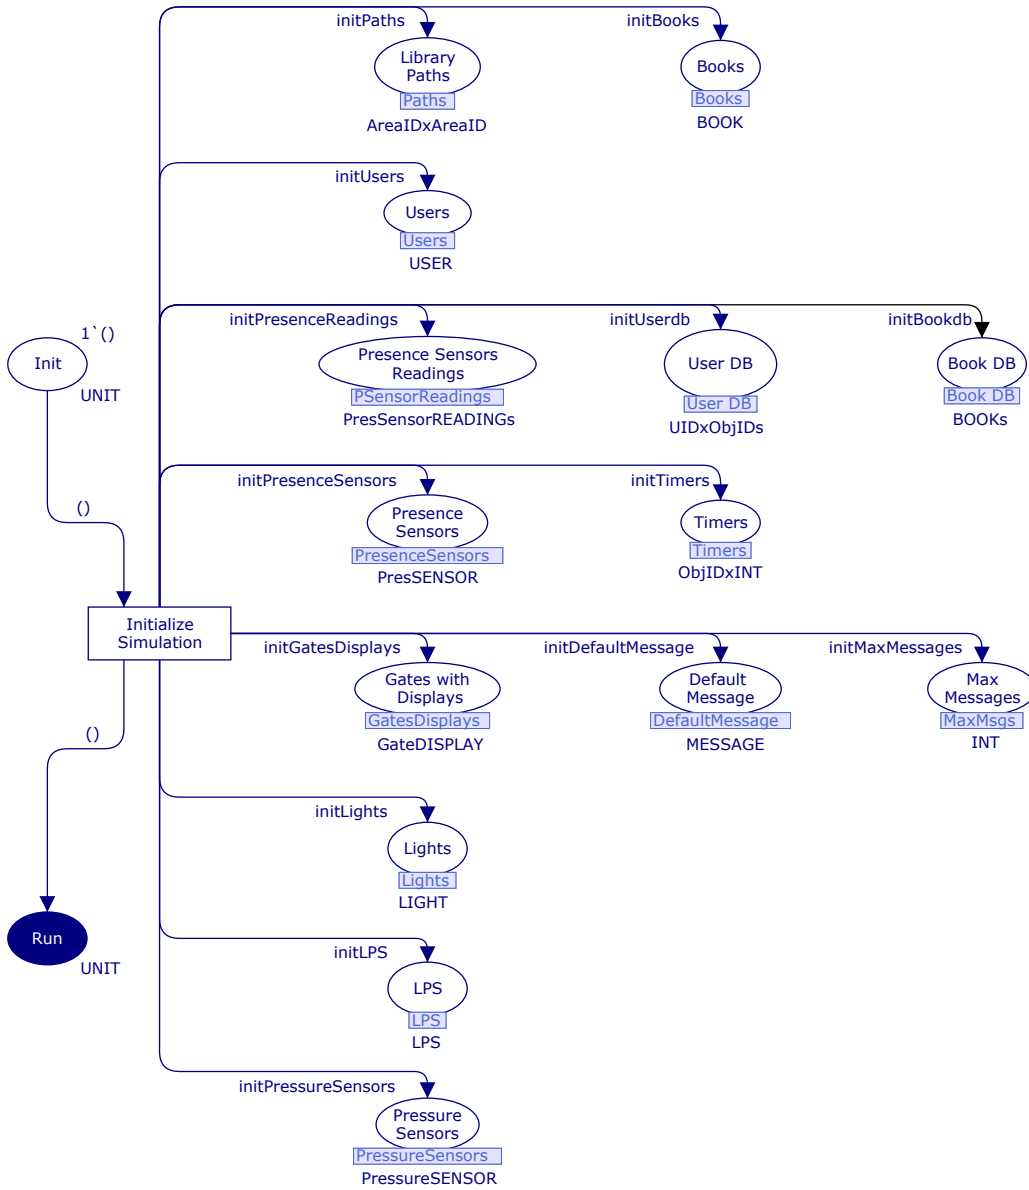 initPaths
initBooks
Library
Paths
Books
Paths
Books
AreaIDxAreaID
BOOK
initUsers
Users
Users
USER
1`()
Init
UNIT
initPresenceReadings
initUserdb
initBookdb
Presence Sensors
Readings
User DB
Book DB
PSensorReadings
User DB
Book DB
PresSensorREADINGs
UIDxObjIDs
BOOKs
initPresenceSensors
initTimers
Presence
Sensors
Timers
PresenceSensors
Timers
PresSENSOR
ObjIDxINT
()
Initialize
Simulation
initGatesDisplays
initDefaultMessage
initMaxMessages
Gates with
Displays
Default
Message
Max
Messages
GatesDisplays
DefaultMessage
MaxMsgs
GateDISPLAY
MESSAGE
INT
()
initLights
Lights
Lights
LIGHT
Run
UNIT
initLPS
LPS
LPS
LPS
initPressureSensors
Pressure
Sensors
PressureSensors
PressureSENSOR